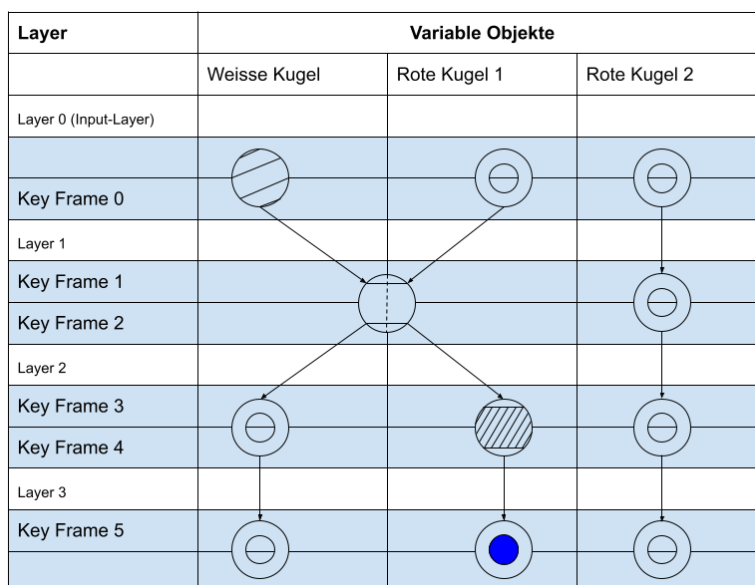 Layer Variable Objekte
Weisse Kugel Rote Kugel 1 Rote Kugel 2
Layer 0 (Input-Layer)
Key Frame 0
Layer 1
Key Frame 1
Key Frame 2
Layer 2
Key Frame 3
Key Frame 4
Layer 3
Key Frame 5